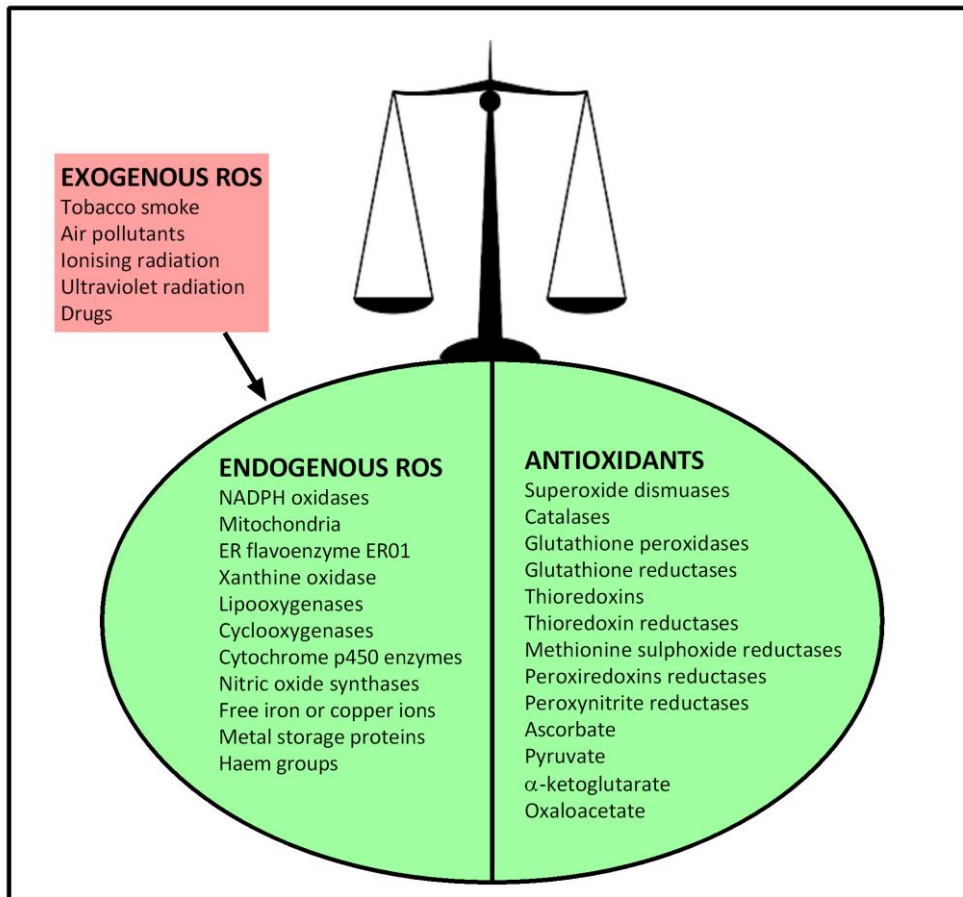 EXOGENOUS ROS
Tobacco smoke
Air pollutants
Ionising radiation
Ultraviolet radiation
Drugs
ENDOGENOUS ROS
NADPH oxidases
Mitochondria
ER flavoenzyme ER01
Xanthine oxidase
Lipooxygenases
Cyclooxygenases
Cytochrome p450 enzymes
Nitric oxide synthases
Free iron or copper ions
Metal storage proteins
Haem groups
ANTIOXIDANTS
Superoxide dismuases
Catalases
Glutathione peroxidases
Glutathione reductases
Thioredoxins
Thioredoxin reductases
Methionine sulphoxide reductases
Peroxiredoxins reductases
Peroxynitrite reductases
Ascorbate
Pyruvate
α-ketoglutarate
Oxaloacetate